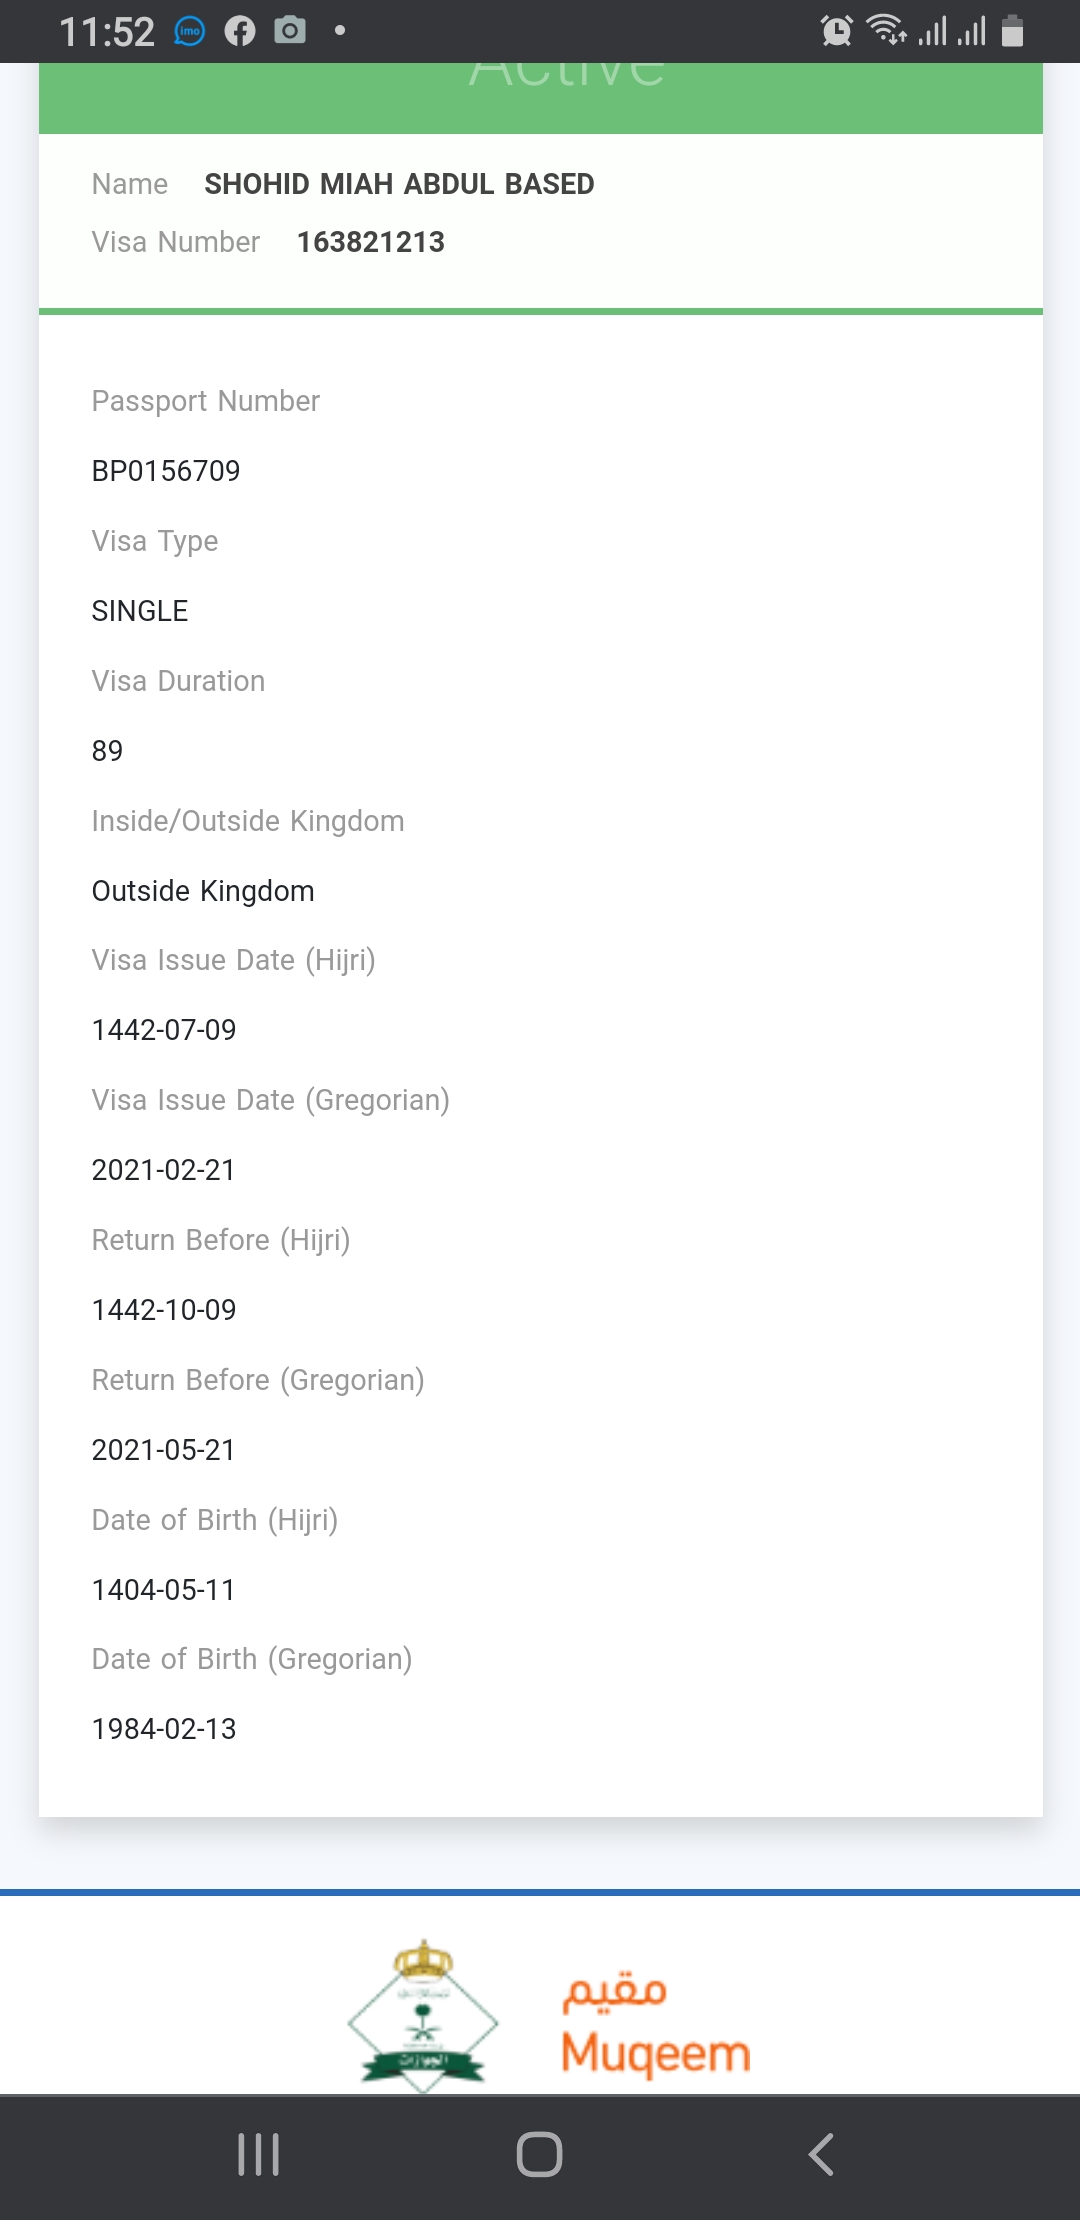 11:52
imo
Active
Name SHOHID MIAH ABDUL BASED
Visa Number 163821213
Passport Number
BP0156709
Visa Type
SINGLE
Visa Duration
89
Inside/Outside Kingdom
Outside Kingdom
Visa Issue Date (Hijri)
1442-07-09
Visa Issue Date (Gregorian)
2021-02-21
Return Before (Hijri)
1442-10-09
Return Before (Gregorian)
2021-05-21
Date of Birth (Hijri)
1404-05-11
Date of Birth (Gregorian)
1984-02-13
الجوازات
مقيم
Muqeem